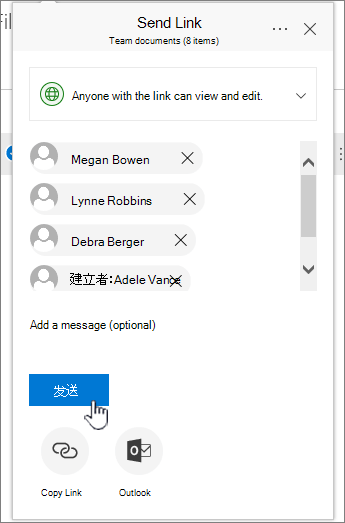 Fil
Send Link
Team documents (8 items)
Anyone with the link can view and edit.
Megan Bowen
Lynne Robbins
Debra Berger
建立者：Adele Vance
Add a message (optional)
发送
Copy Link
Outlook